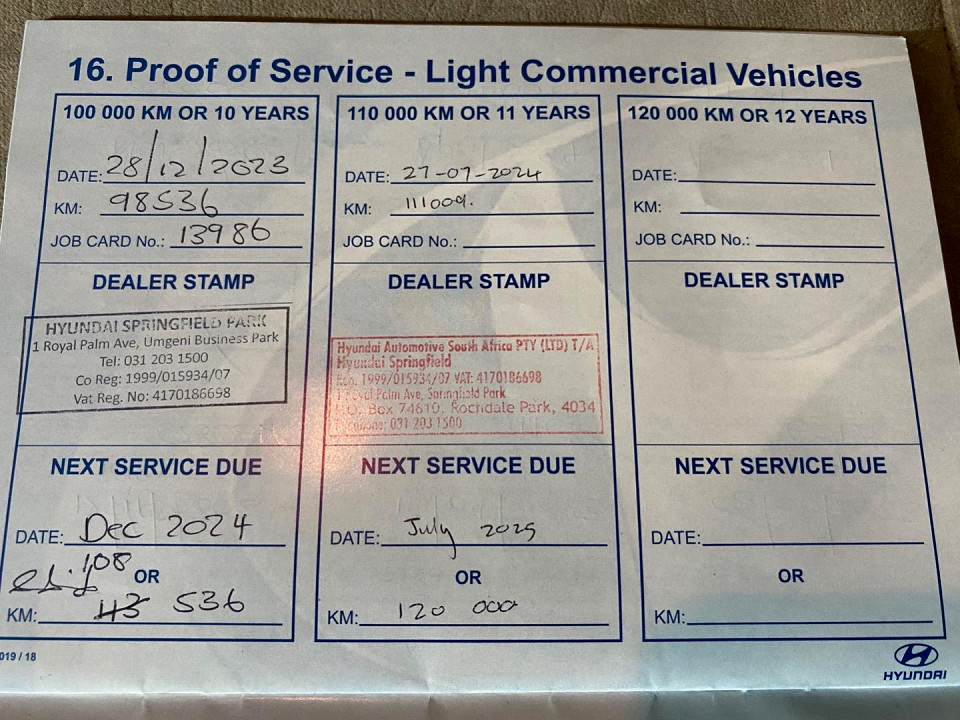 16. Proof of Service - Light Commercial Vehicles
100 000 KM OR 10 YEARS
DATE: 28/12/2023
KM: 98536
JOB CARD No.: 13986
DEALER STAMP
HYUNDAI SPRINGFIELD PARK
1 Royal Palm Ave, Umgeni Business Park
Tel: 031 203 1500
Co Reg: 1999/015934/07
Vat Reg. No: 4170186698
NEXT SERVICE DUE
DATE: Dec 2024
108
OR
KM: 113 536
110 000 KM OR 11 YEARS
DATE: 27-07-2024
KM: 111009.
JOB CARD No.:
DEALER STAMP
Hyundai Automotive South Africa PTY (LTD) T/A
Hyundai Springfield
1999/015934/07 VAT: 4170186698
1 Royal Palm Ave, Springfield Park
P.O. Box 74610, Rochdale Park, 4034
Telephone: 031 203 1500
NEXT SERVICE DUE
DATE: July 2025
OR
KM: 120 000
120 000 KM OR 12 YEARS
DATE:
KM:
JOB CARD No.:
DEALER STAMP
NEXT SERVICE DUE
DATE:
OR
KM:
019 / 18
HYUNDAI